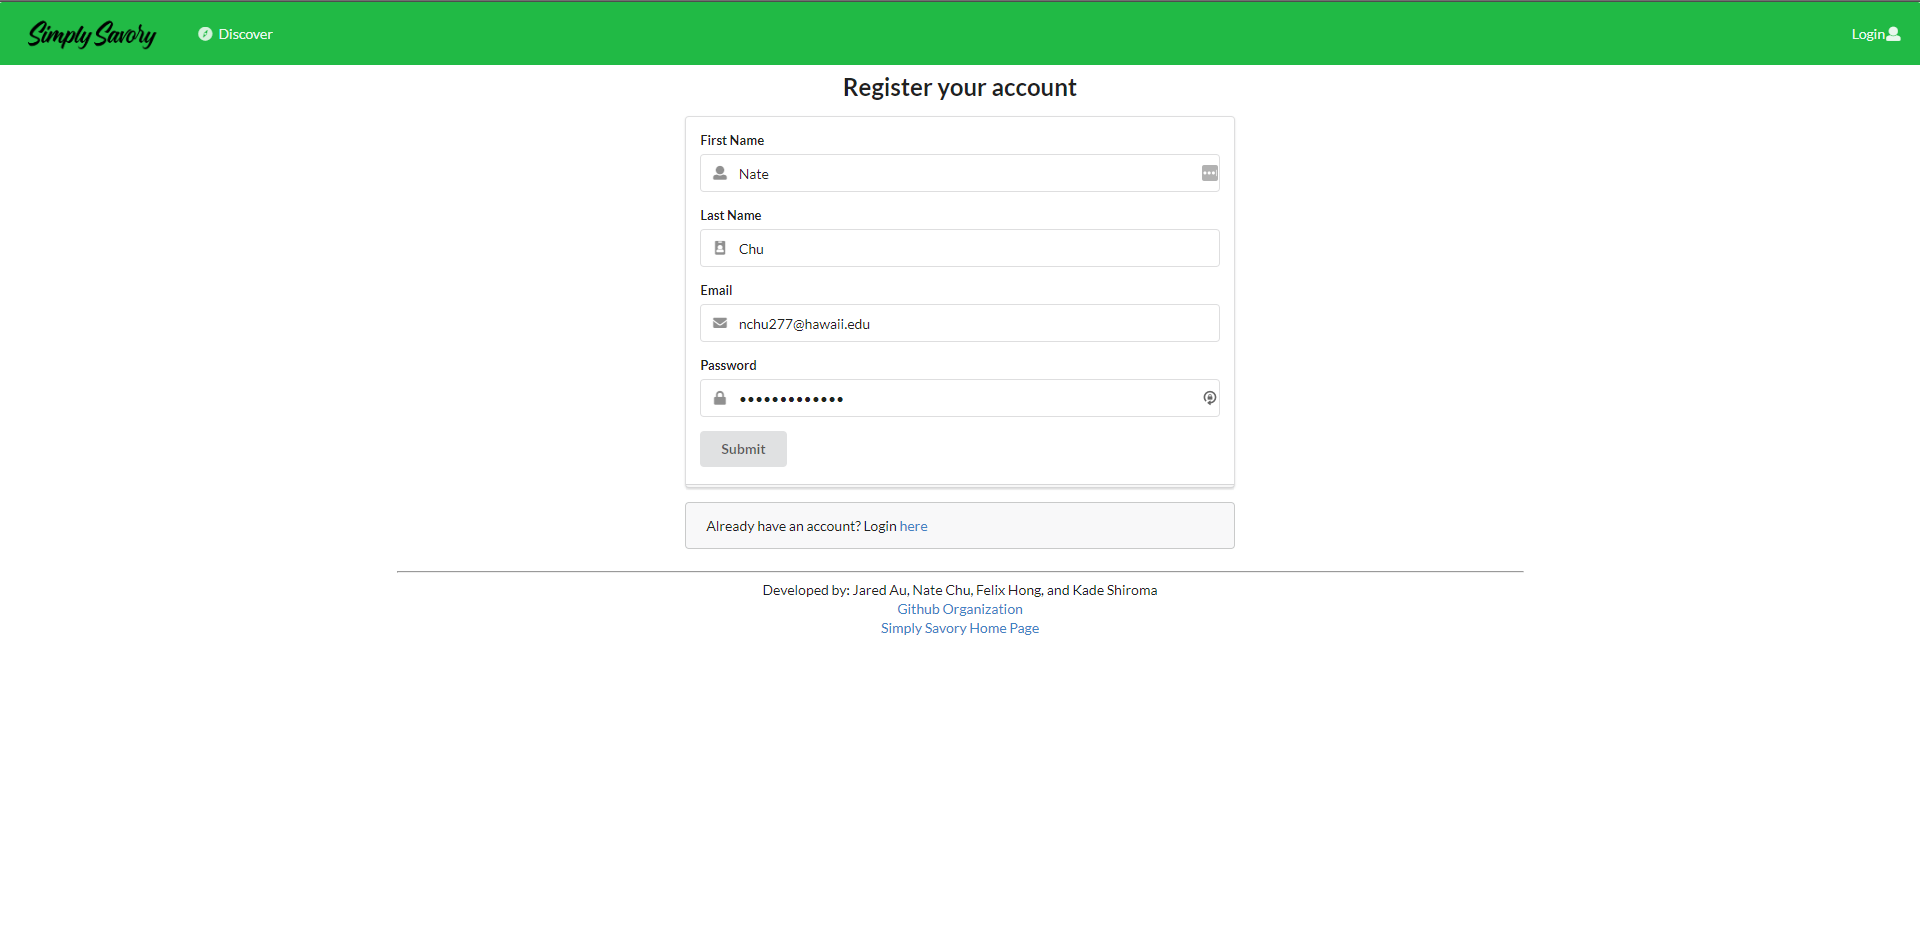 Simply Savory Discover Login
Register your account
First Name
Nate
Last Name
Chu
Email
nchu277@hawaii.edu
Password
•••••••••••••
Submit
Already have an account? Login here
Developed by: Jared Au, Nate Chu, Felix Hong, and Kade Shiroma
Github Organization
Simply Savory Home Page